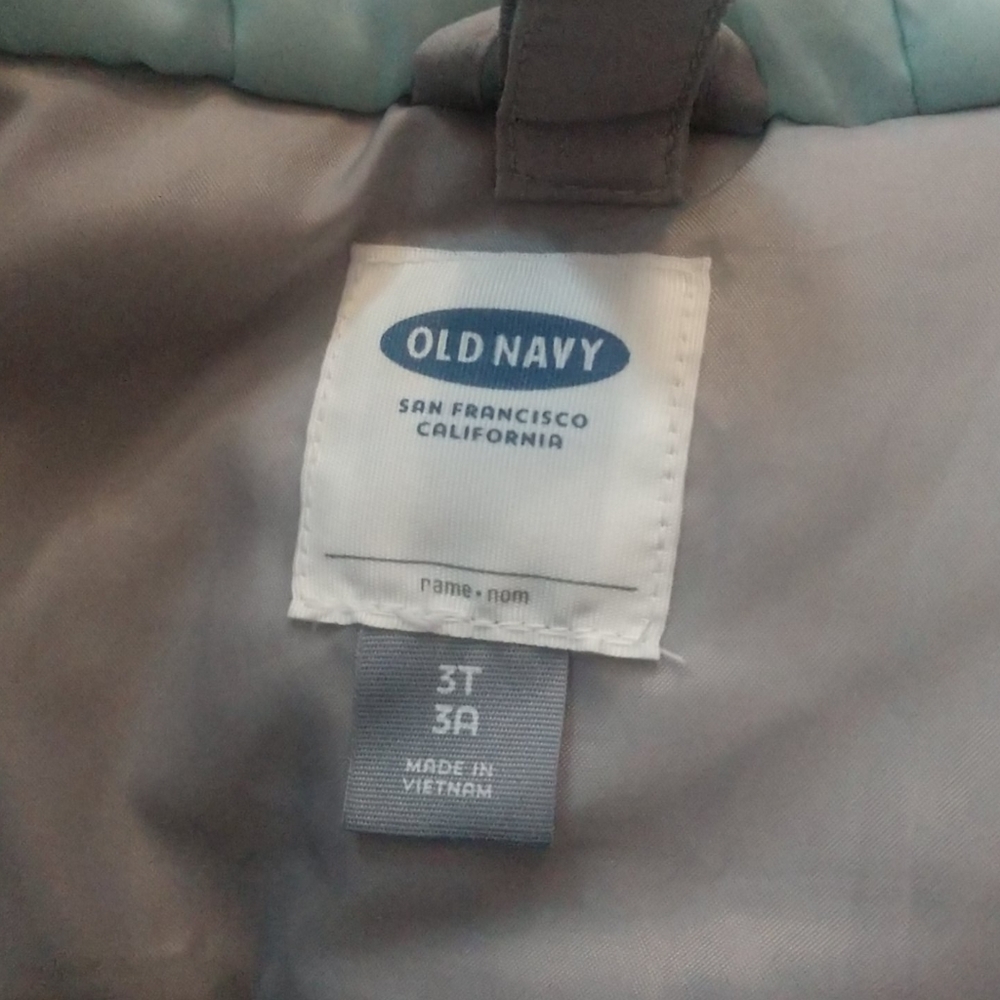 OLD NAVY
SAN FRANCISCO
CALIFORNIA
name • nom
3T
3A
MADE IN
VIETNAM